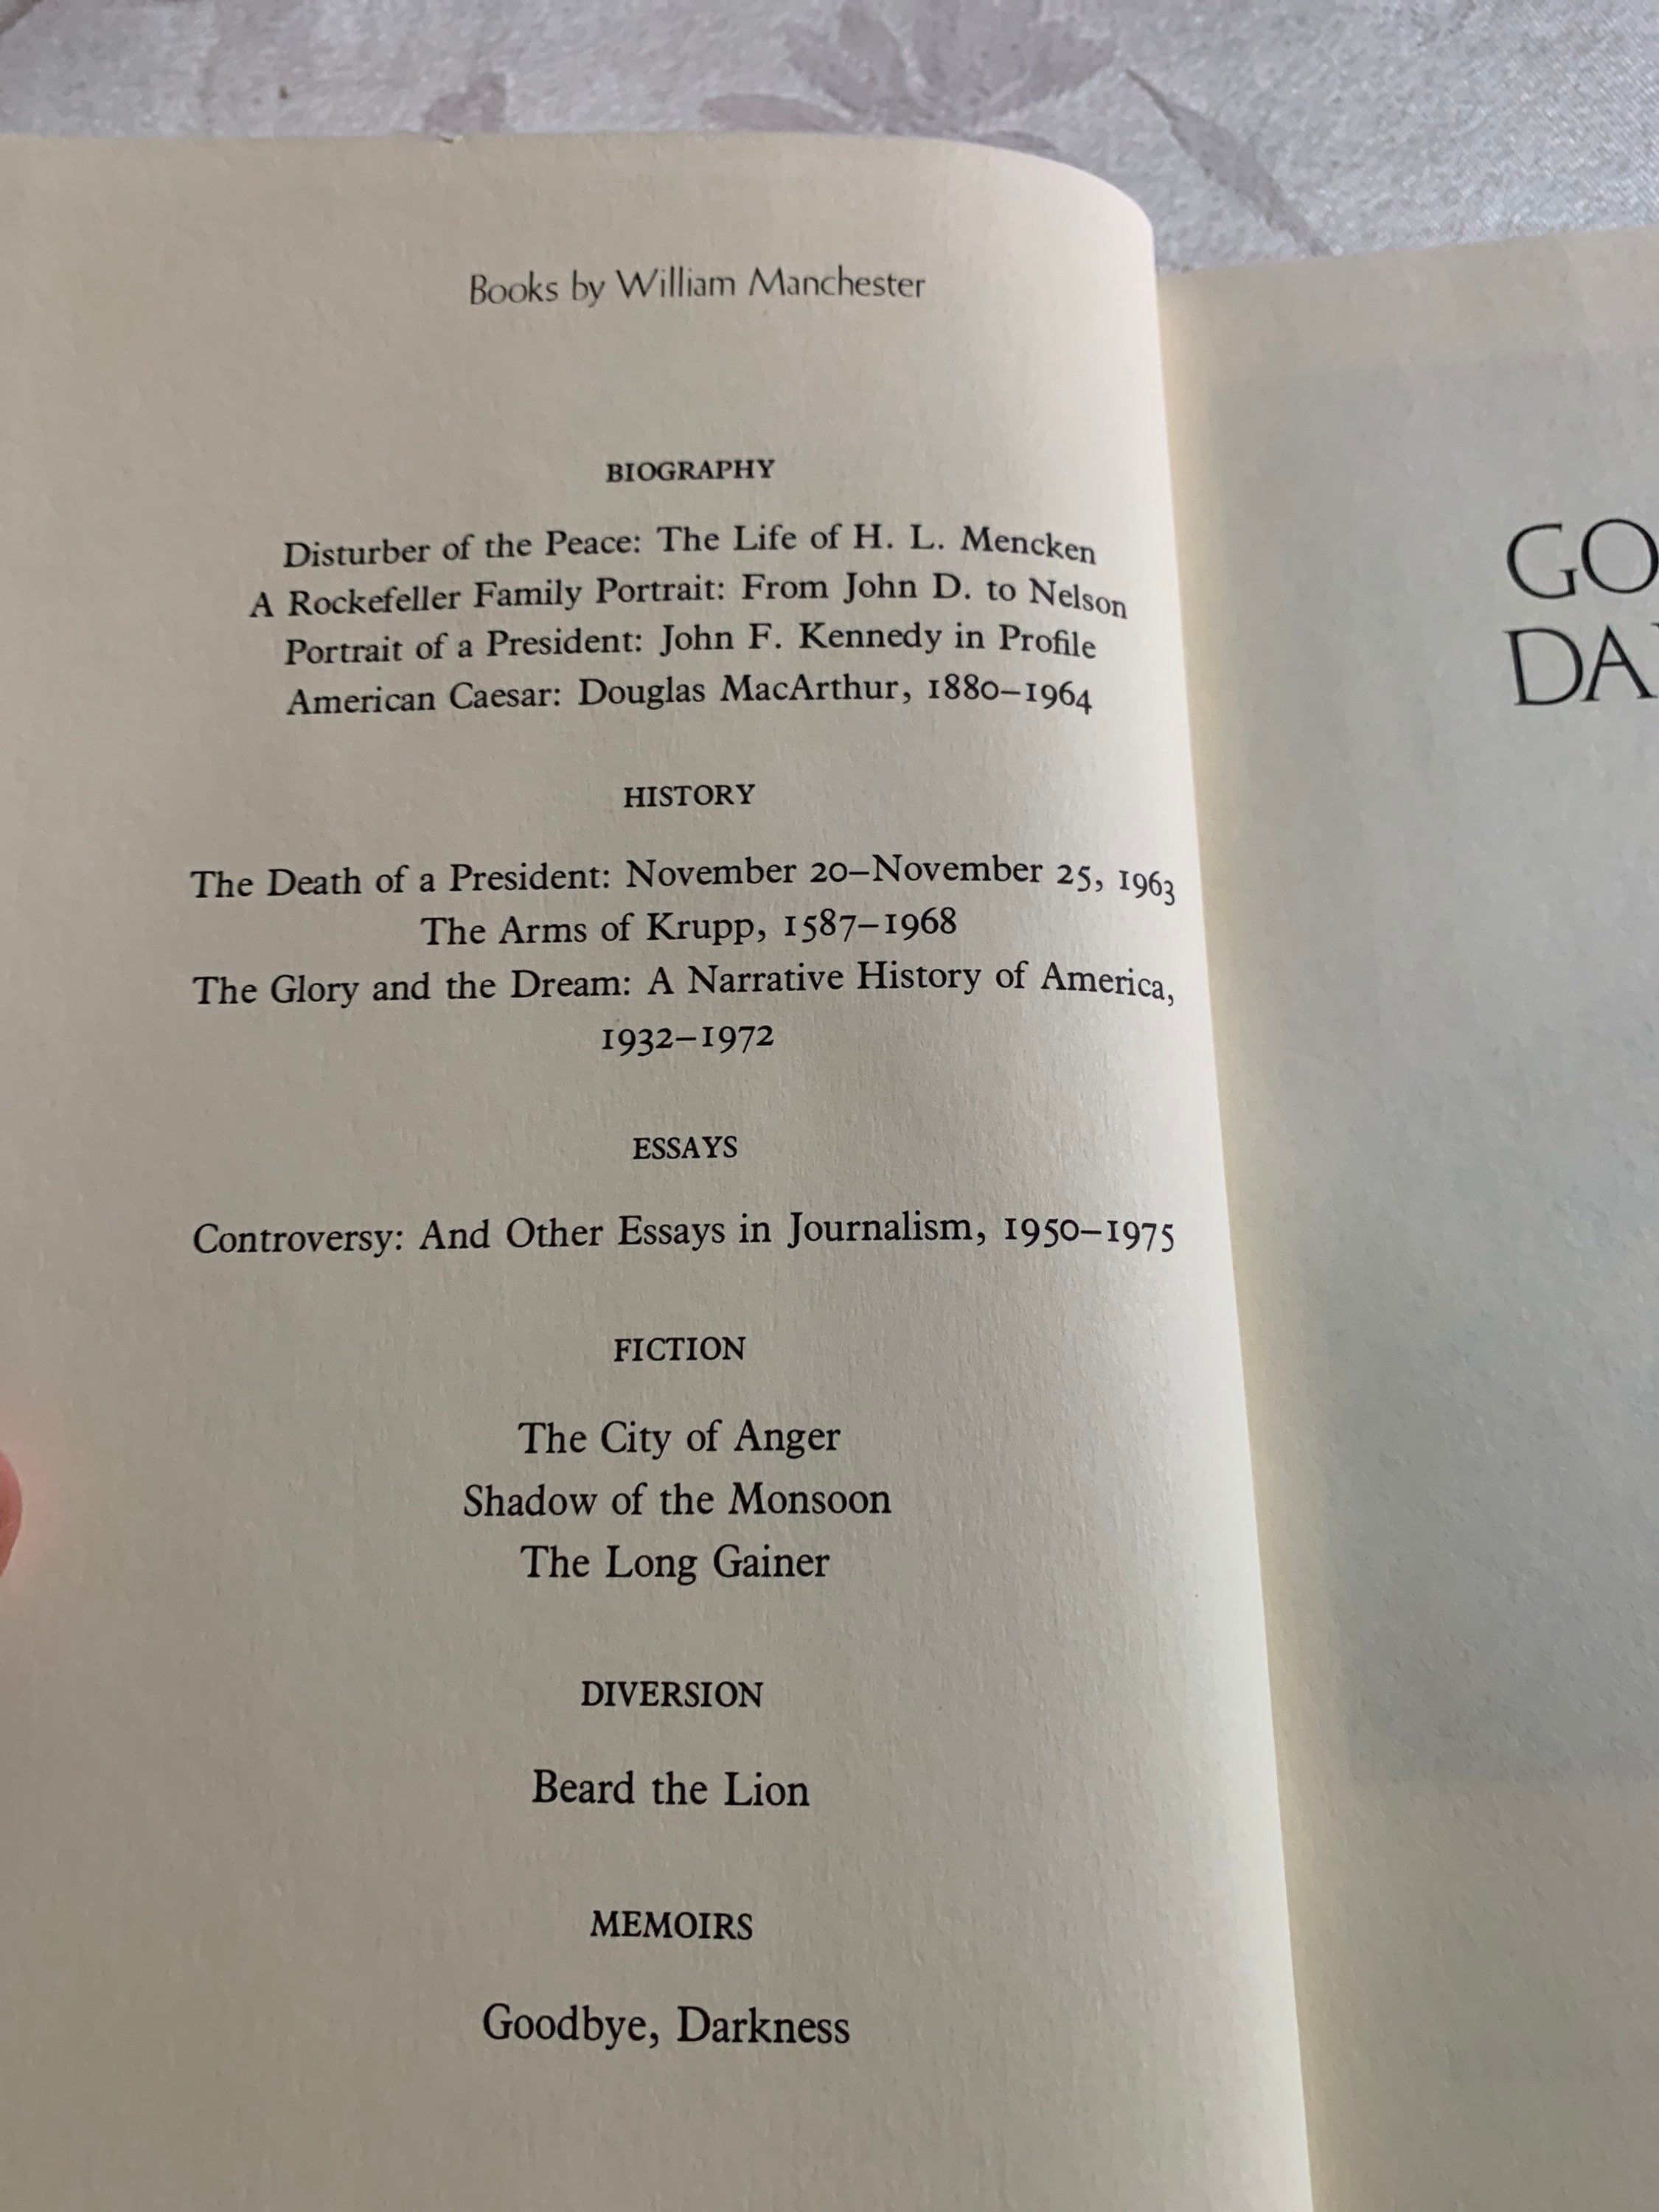 Books by William Manchester
BIOGRAPHY
Disturber of the Peace: The Life of H. L. Mencken
A Rockefeller Family Portrait: From John D. to Nelson
Portrait of a President: John F. Kennedy in Profile
American Caesar: Douglas MacArthur, 1880–1964
HISTORY
The Death of a President: November 20–November 25, 1963
The Arms of Krupp, 1587–1968
The Glory and the Dream: A Narrative History of America,
1932–1972
ESSAYS
Controversy: And Other Essays in Journalism, 1950–1975
FICTION
The City of Anger
Shadow of the Monsoon
The Long Gainer
DIVERSION
Beard the Lion
MEMOIRS
Goodbye, Darkness
GO
DA